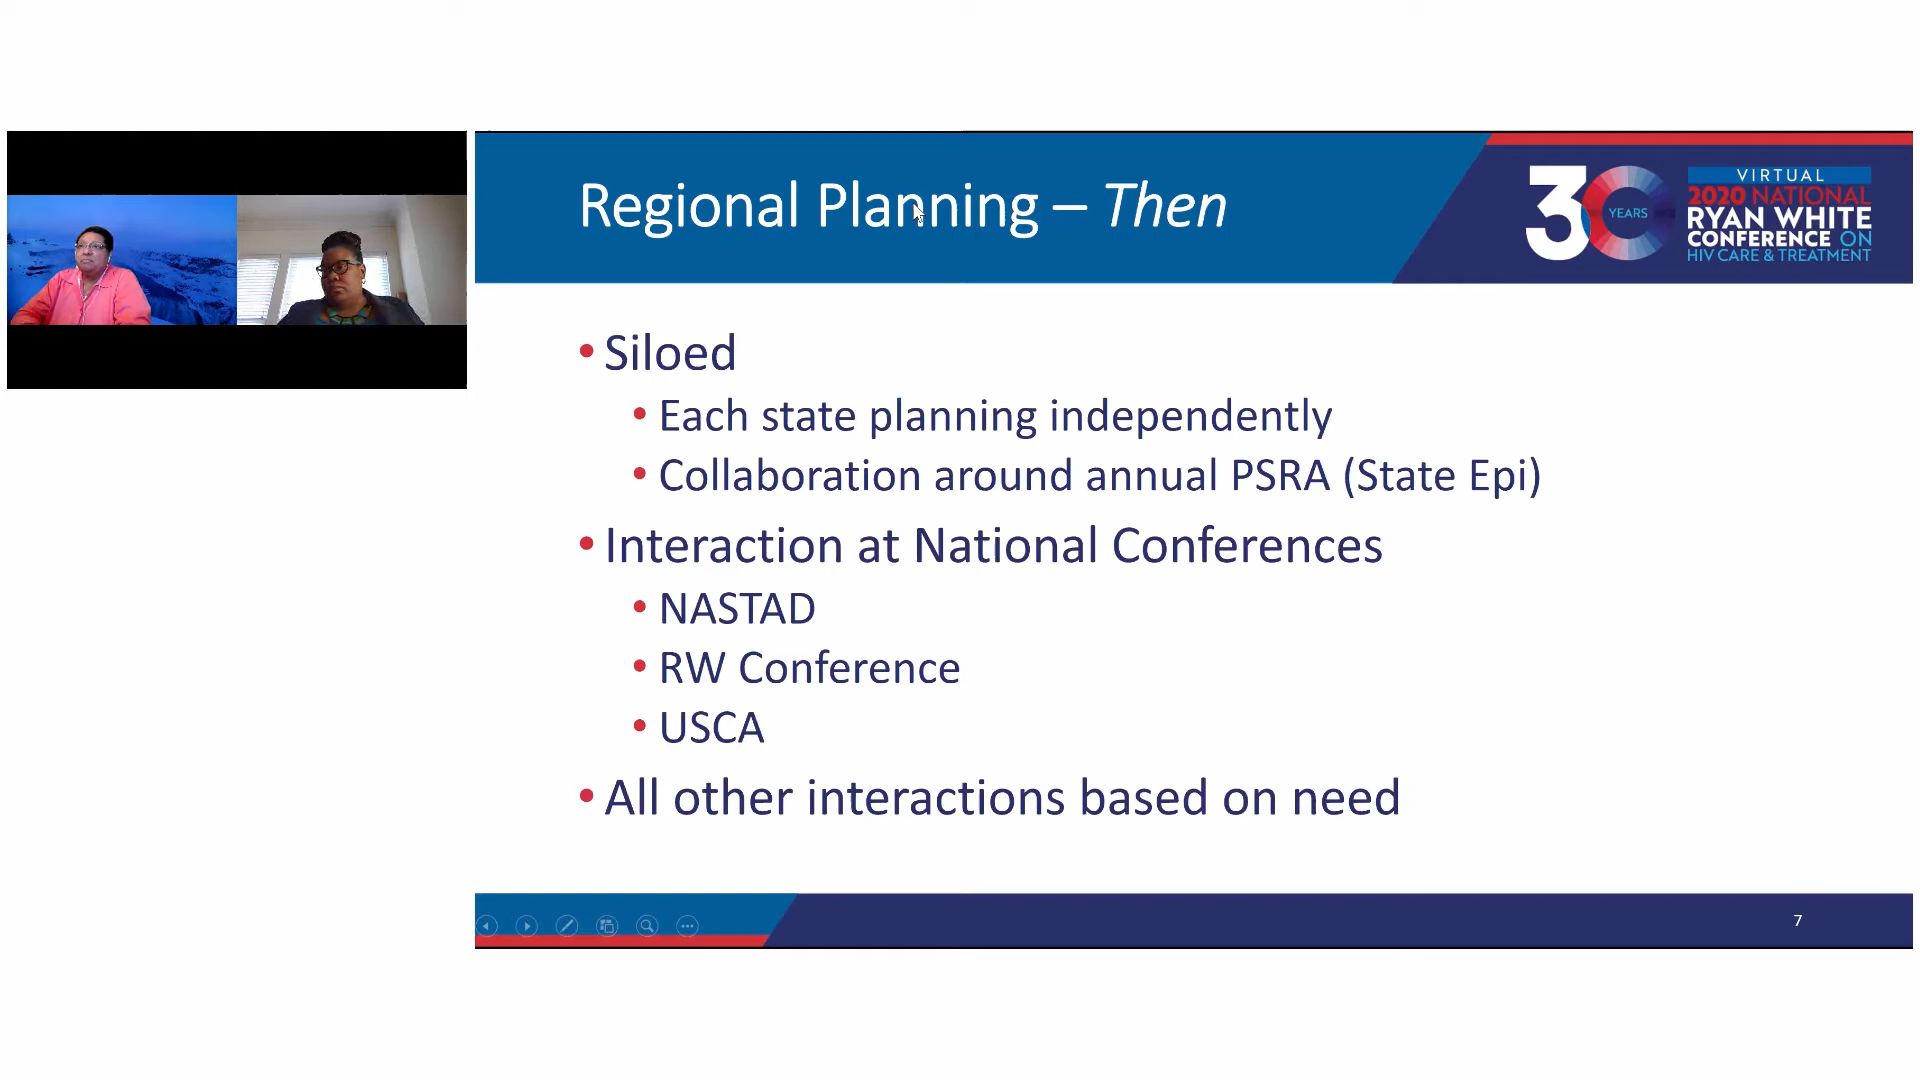 Regional Planning – Then
30
YEARS
VIRTUAL
2020 NATIONAL
RYAN WHITE
CONFERENCE ON
HIV CARE & TREATMENT
• Siloed
• Each state planning independently
• Collaboration around annual PSRA (State Epi)
• Interaction at National Conferences
• NASTAD
• RW Conference
• USCA
• All other interactions based on need
7